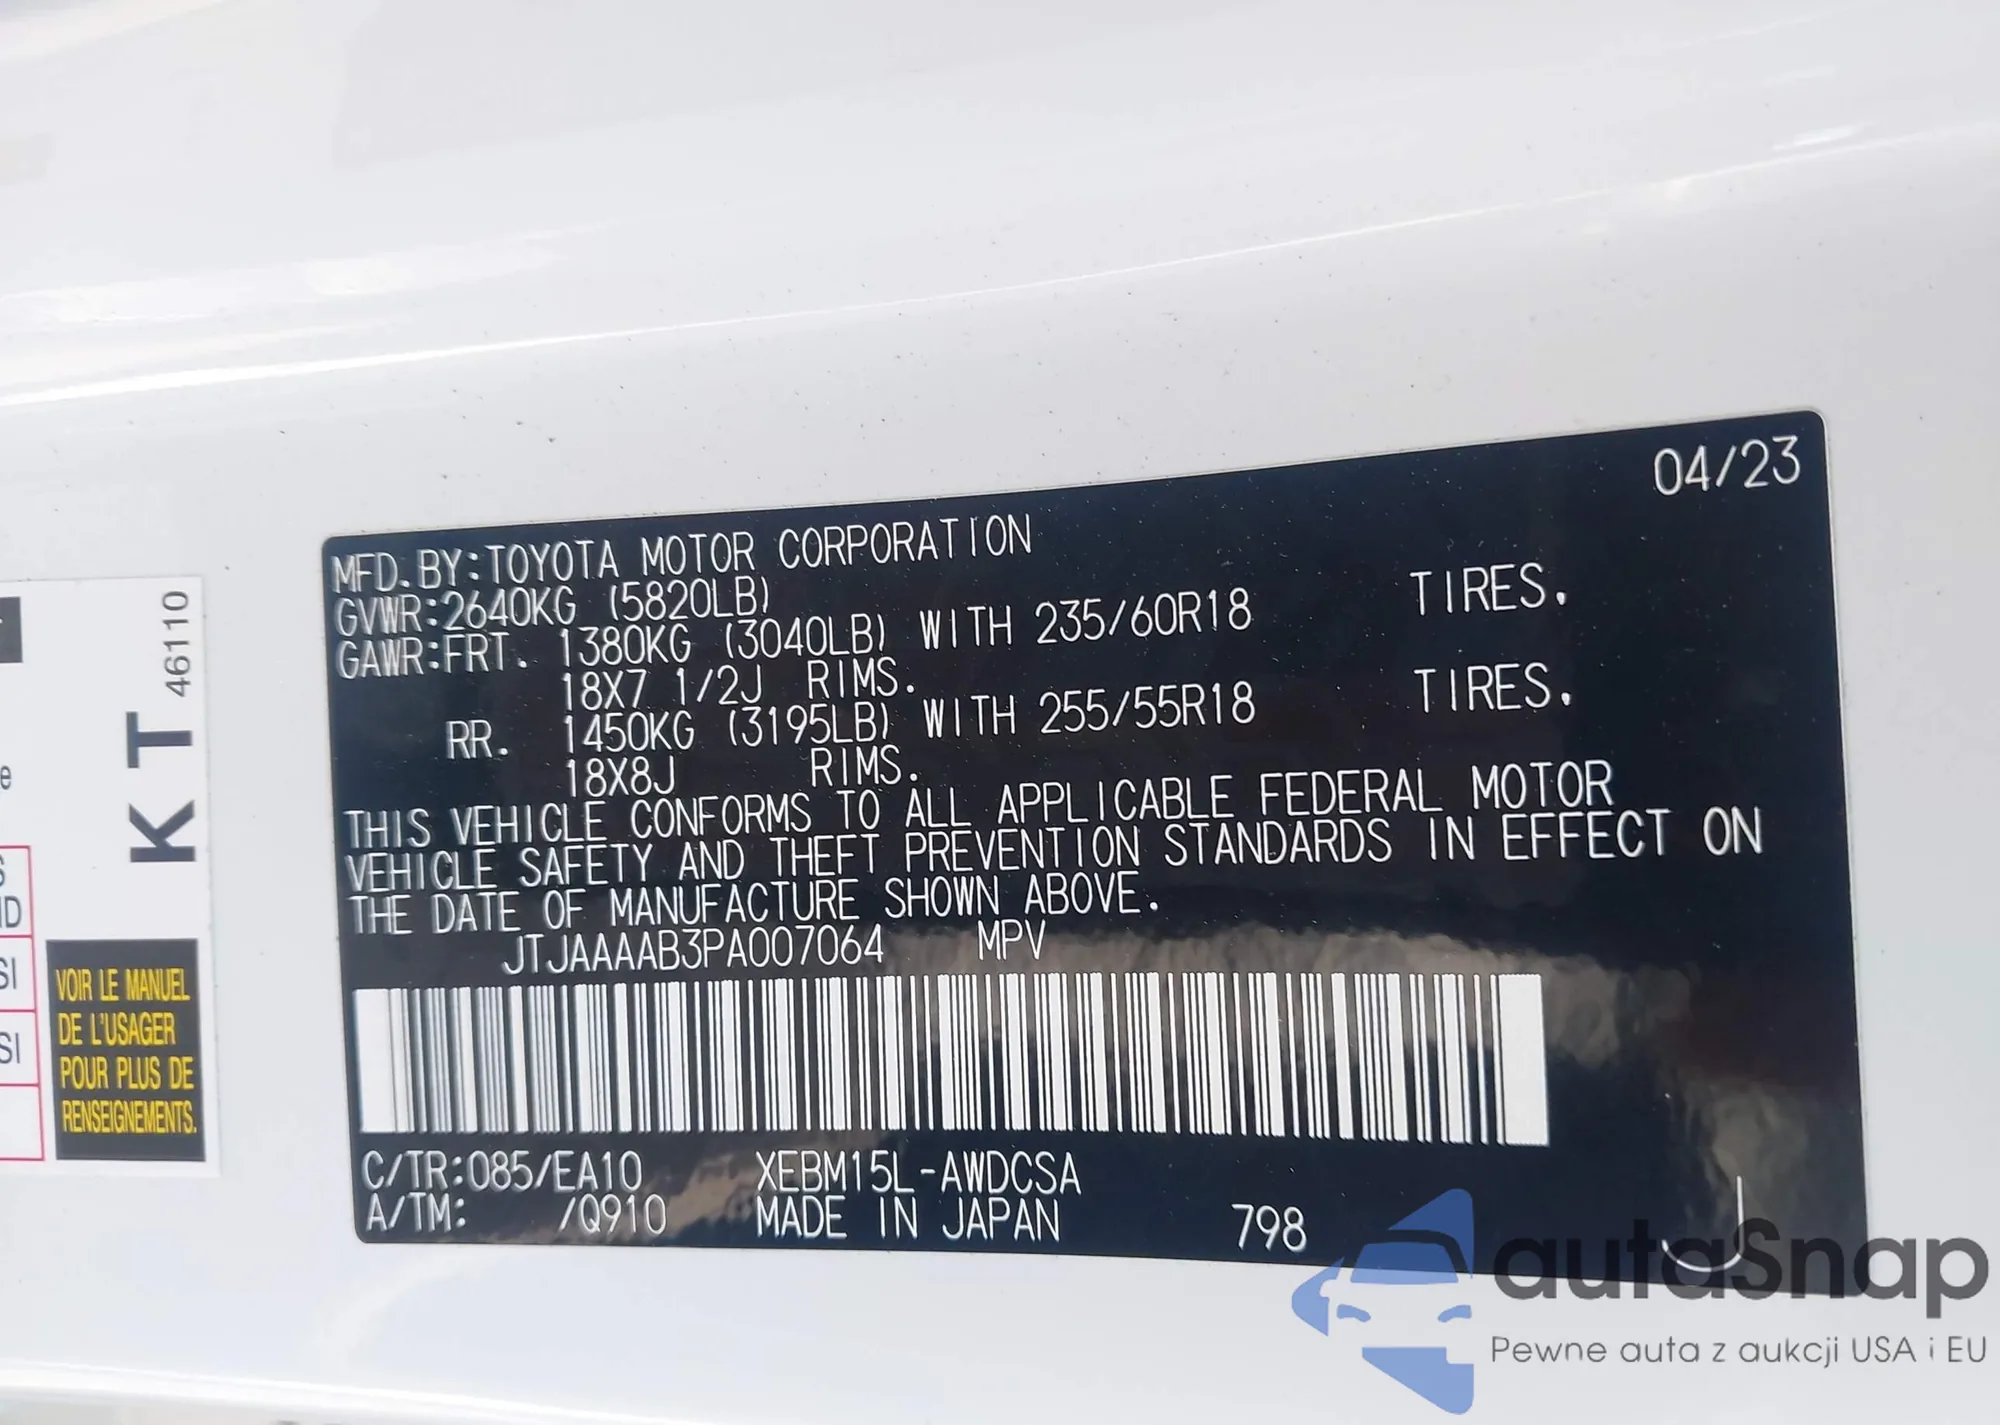 04/23
MFD.BY:TOYOTA MOTOR CORPORATION
GVWR:2640KG (5820LB)
GAWR:FRT. 1380KG (3040LB) WITH 235/60R18 TIRES.
18X7 1/2J RIMS.
RR. 1450KG (3195LB) WITH 255/55R18 TIRES.
18X8J RIMS.
THIS VEHICLE CONFORMS TO ALL APPLICABLE FEDERAL MOTOR
VEHICLE SAFETY AND THEFT PREVENTION STANDARDS IN EFFECT ON
THE DATE OF MANUFACTURE SHOWN ABOVE.
JTJAAAAB3PA007064 MPV
C/TR:085/EA10 XEBM15L-AWDCSA
A/TM: /Q910 MADE IN JAPAN 798
J
KT 46110
VOIR LE MANUEL
DE L'USAGER
POUR PLUS DE
RENSEIGNEMENTS.
autaSnap
Pewne auta z aukcji USA i EU